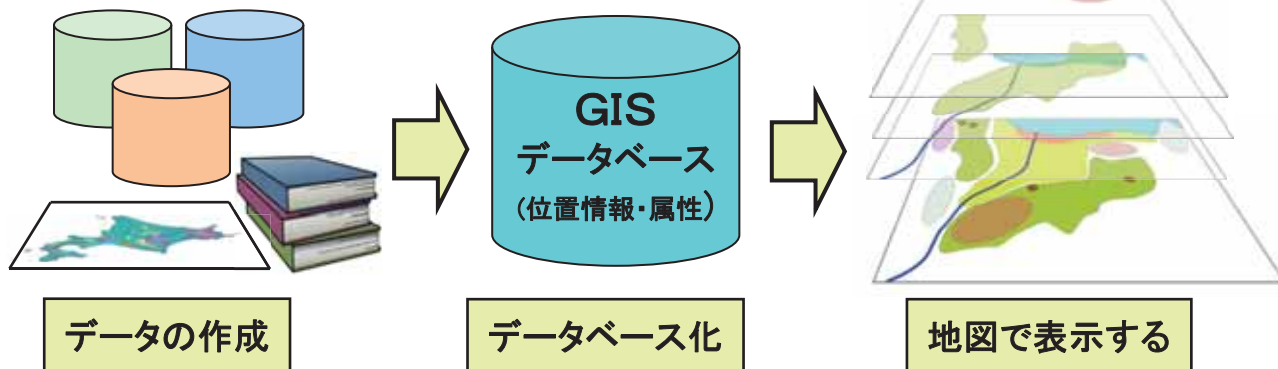 GIS
データベース
(位置情報・属性)
データの作成
データベース化
地図で表示する